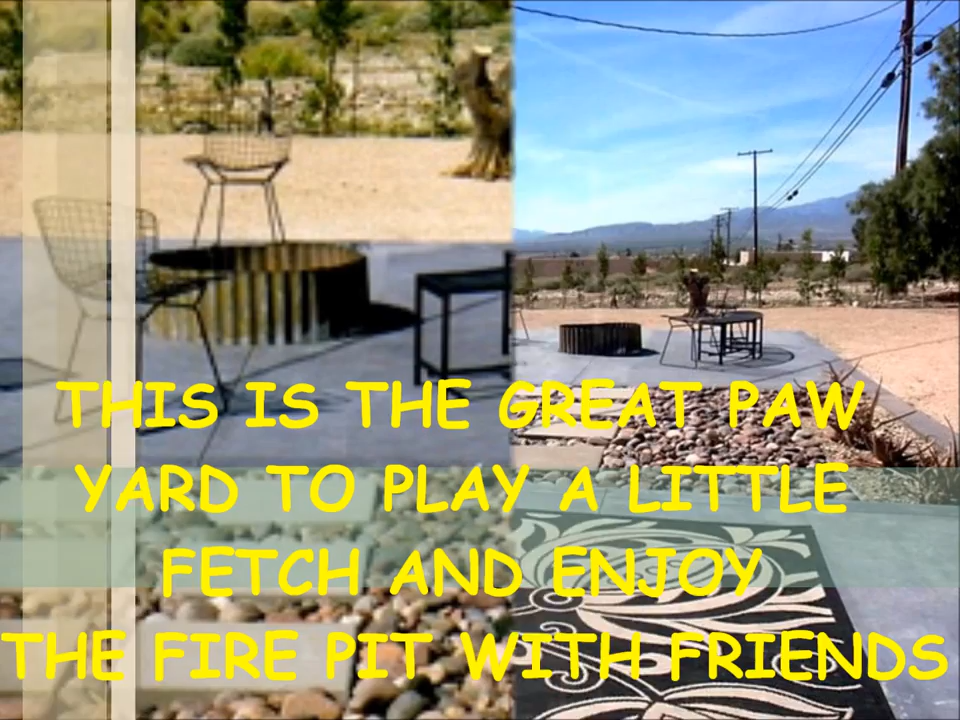 THIS IS THE GREAT PAW
YARD TO PLAY A LITTLE
FETCH AND ENJOY
THE FIRE PIT WITH FRIENDS